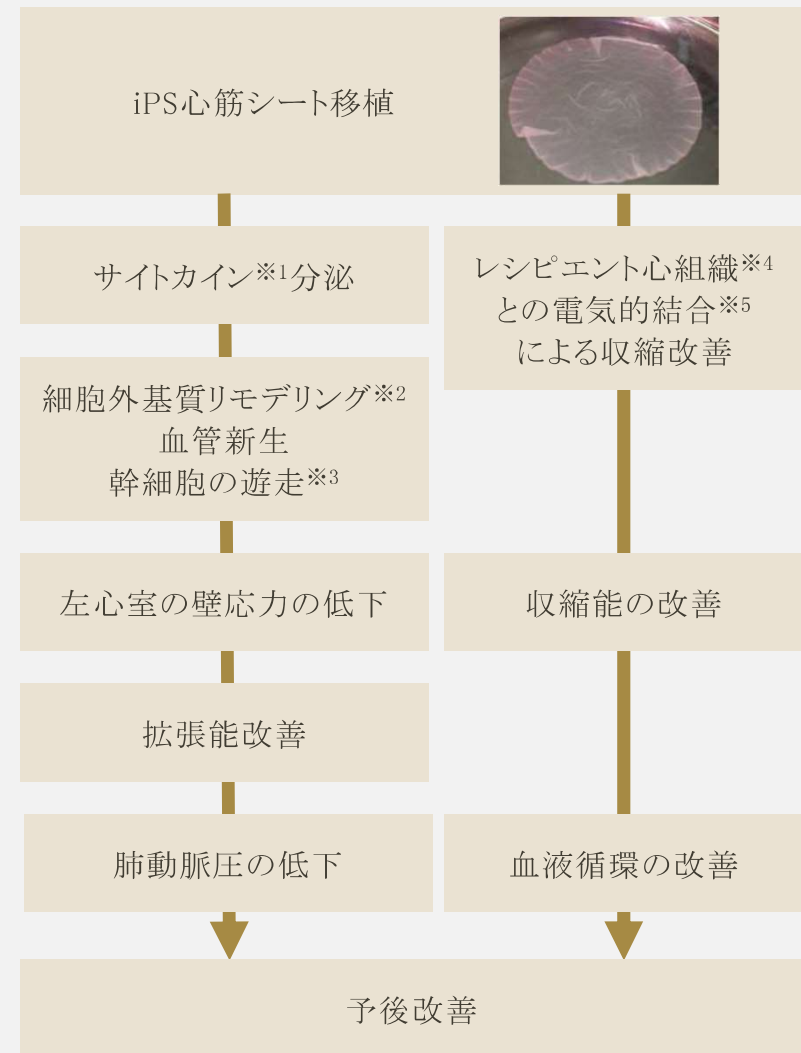 iPS心筋シート移植
サイトカイン※1分泌
細胞外基質リモデリング※2
血管新生
幹細胞の遊走※3
左心室の壁応力の低下
拡張能改善
肺動脈圧の低下
レシピエント心組織※4
との電気的結合※5
による収縮改善
収縮能の改善
血液循環の改善
予後改善